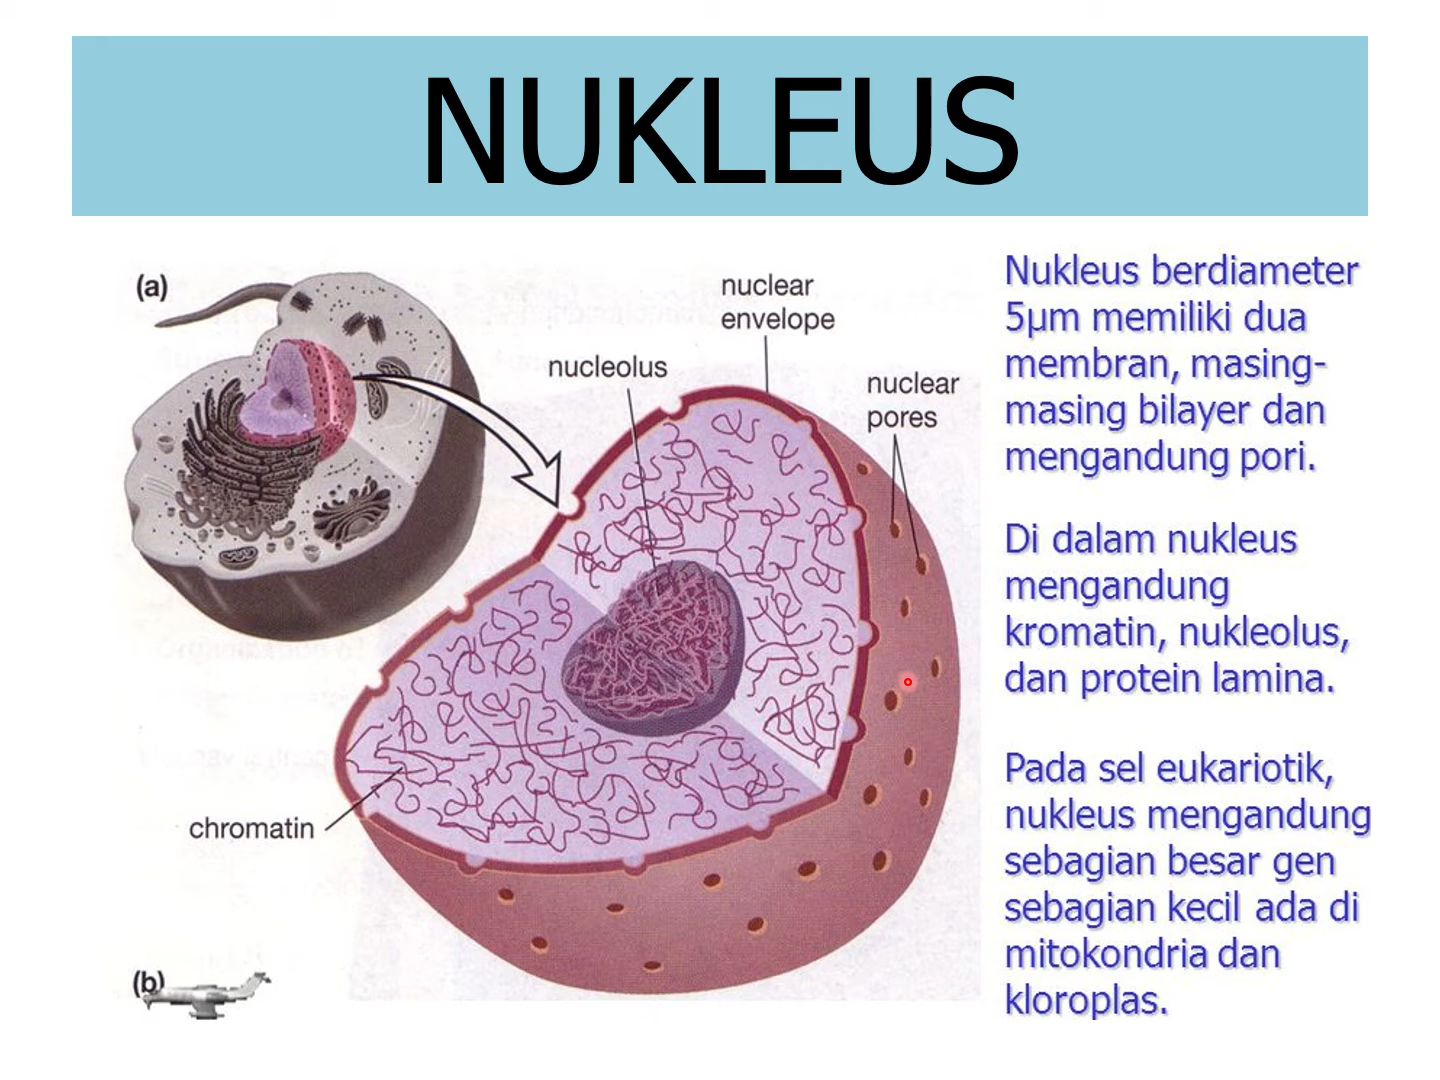 NUKLEUS
(a)
nuclear
envelope
nucleolus
nuclear
pores
chromatin
(b)
Nukleus berdiameter
5µm memiliki dua
membran, masing-
masing bilayer dan
mengandung pori.
Di dalam nukleus
mengandung
kromatin, nukleolus,
dan protein lamina.
Pada sel eukariotik,
nukleus mengandung
sebagian besar gen
sebagian kecil ada di
mitokondria dan
kloroplas.